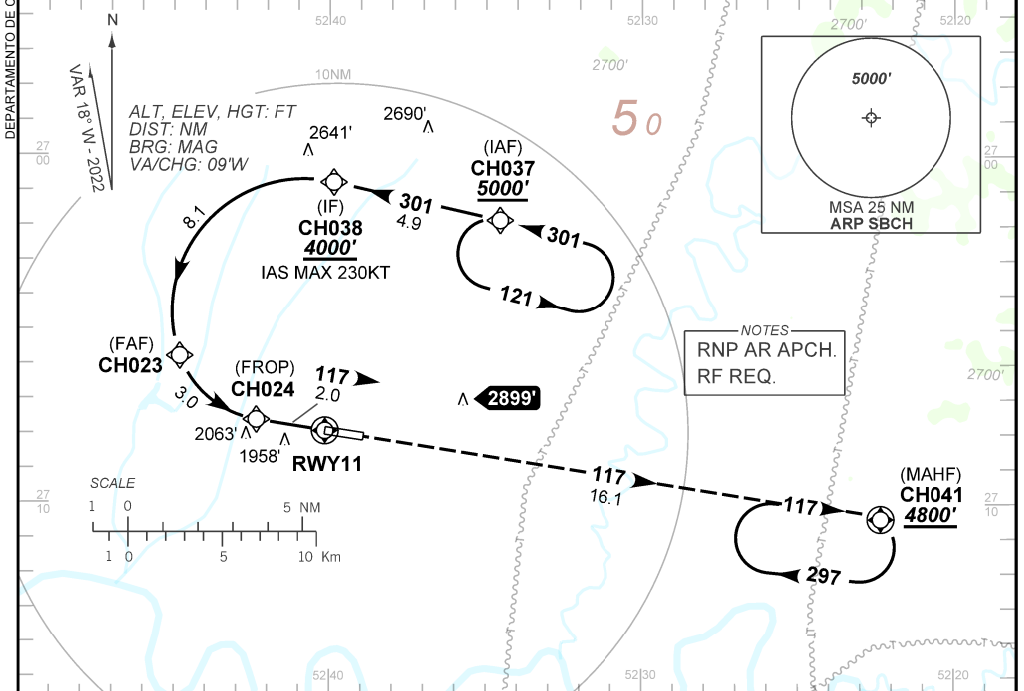 DEPARTAMENTO DE
52 40
52 30
52 20
N
VAR 18° W - 2022
ALT, ELEV, HGT: FT
DIST: NM
BRG: MAG
VA/CHG: 09'W
10NM
2700'
2700'
5000'
MSA 25 NM
ARP SBCH
2690'
2641'
5 0
27
00
27
00
(IAF)
CH037
5000'
301
4.9
301
121
(IF)
CH038
4000'
IAS MAX 230KT
8.1
NOTES
RNP AR APCH.
RF REQ.
(FAF)
CH023
(FROP)
CH024
117
2.0
3.0
2899'
2700'
2063'
1958'
RWY11
117
16.1
(MAHF)
CH041
4800'
117
297
SCALE
1 0 5 NM
1 0 5 10 Km
27
10
27
10
52 40
52 30
52 20